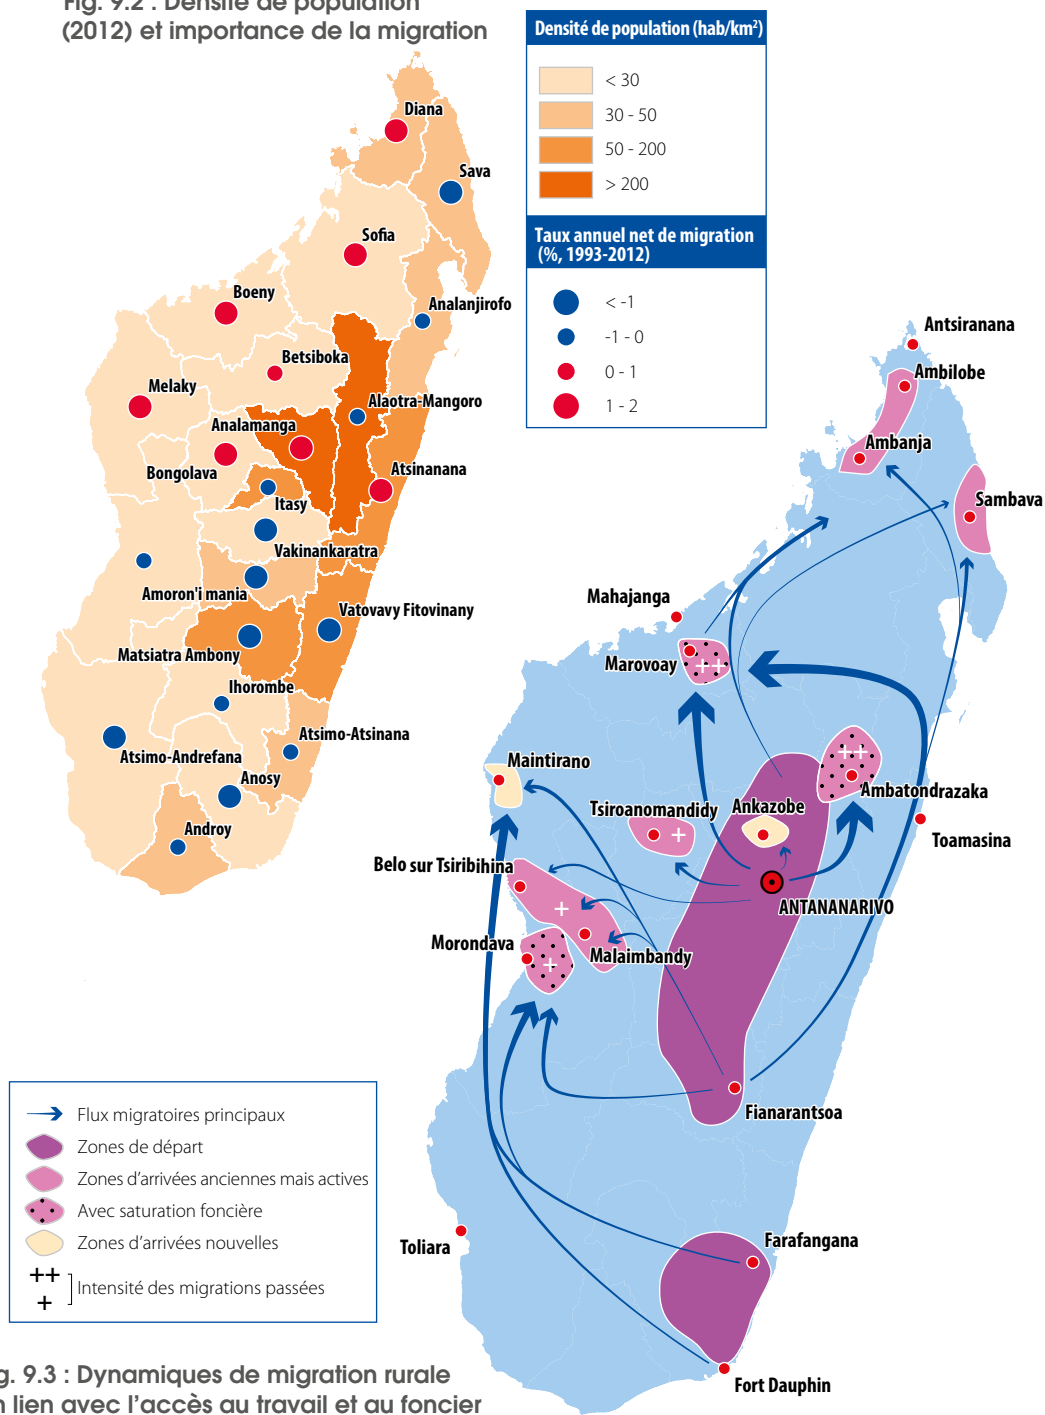 Fig. 9.2 : Densité de population
(2012) et importance de la migration
Densité de population (hab/km²)
< 30
30 - 50
50 - 200
> 200
Taux annuel net de migration
(%, 1993-2012)
< -1
-1 - 0
0 - 1
1 - 2
Diana
Sava
Sofia
Boeny
Analanjirofo
Betsiboka
Melaky
Alaotra-Mangoro
Analamanga
Bongolava
Atsinanana
Itasy
Vakinankaratra
Amoron'i mania
Vatovavy Fitovinany
Matsiatra Ambony
Ihorombe
Atsimo-Andrefana
Atsimo-Atsinana
Anosy
Androy
Antsiranana
Ambilobe
Ambanja
Sambava
Mahajanga
Marovoay
++
Maintirano
++
Ambatondrazaka
Tsiroanomandidy
+
Ankazobe
Toamasina
Belo sur Tsiribihina
ANTANANARIVO
+
Morondava
Malaimbandy
+
Fianarantsoa
Toliara
Farafangana
Fort Dauphin
Flux migratoires principaux
Zones de départ
Zones d’arrivées anciennes mais actives
Avec saturation foncière
Zones d’arrivées nouvelles
++
+
Intensité des migrations passées
g. 9.3 : Dynamiques de migration rurale
n lien avec l’accès au travail et au foncier